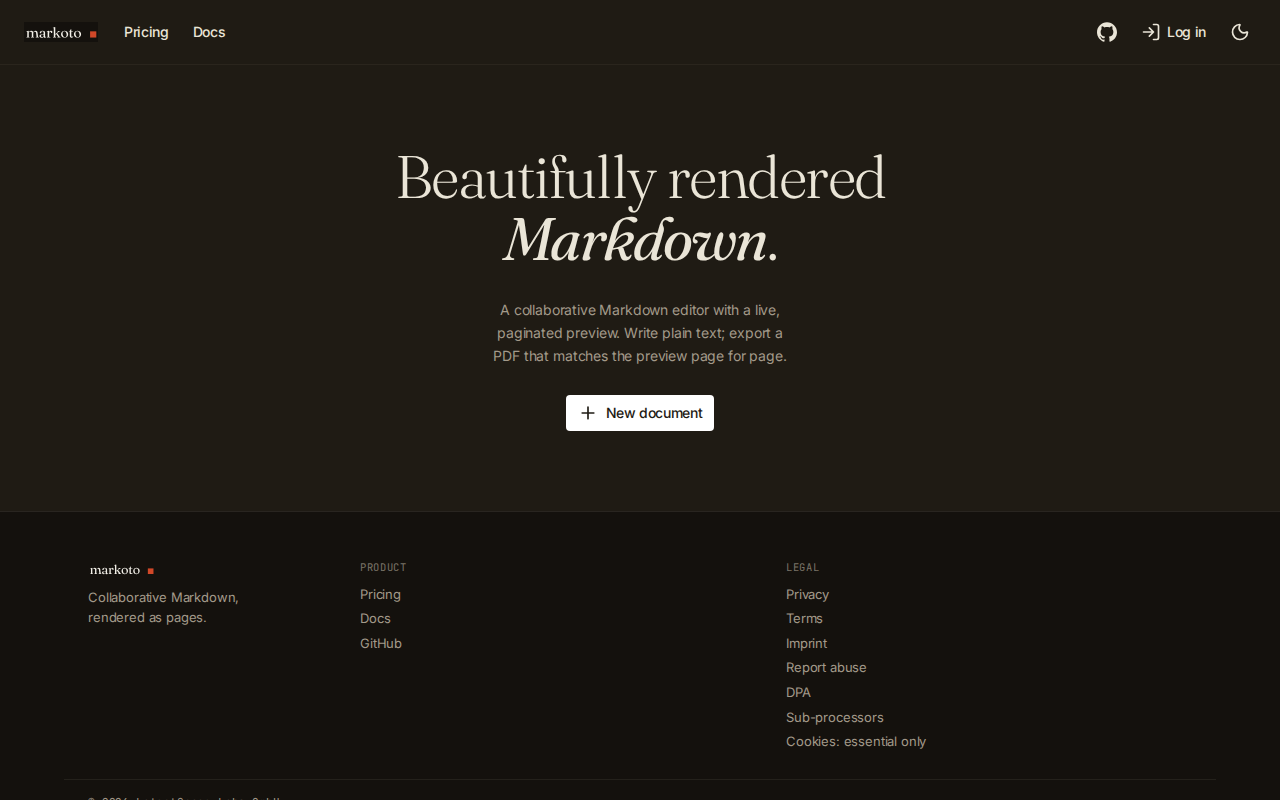 markoto
Pricing
Docs
Log in
Beautifully rendered
Markdown.
A collaborative Markdown editor with a live,
paginated preview. Write plain text; export a
PDF that matches the preview page for page.
New document
markoto
Collaborative Markdown,
rendered as pages.
PRODUCT
Pricing
Docs
GitHub
LEGAL
Privacy
Terms
Imprint
Report abuse
DPA
Sub-processors
Cookies: essential only